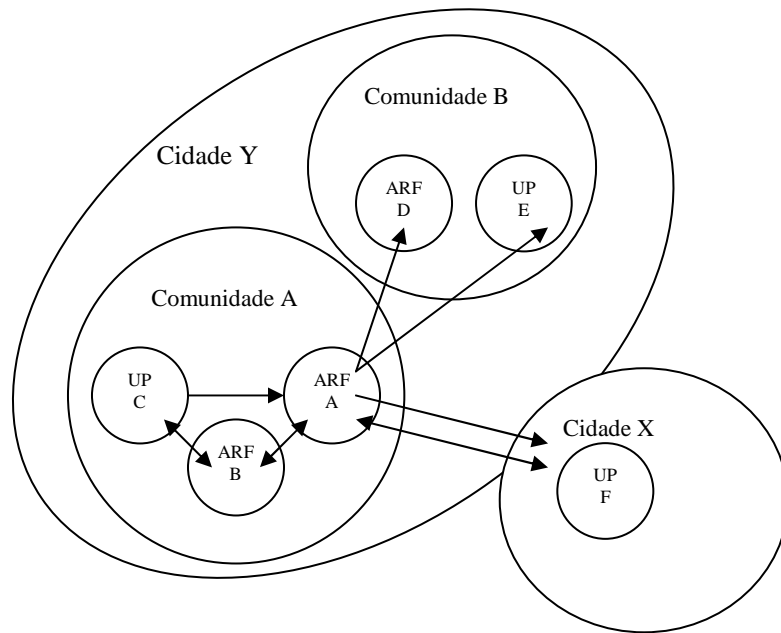 Comunidade B
Cidade Y
ARF
D
UP
E
Comunidade A
UP
C
ARF
A
ARF
B
Cidade X
UP
F